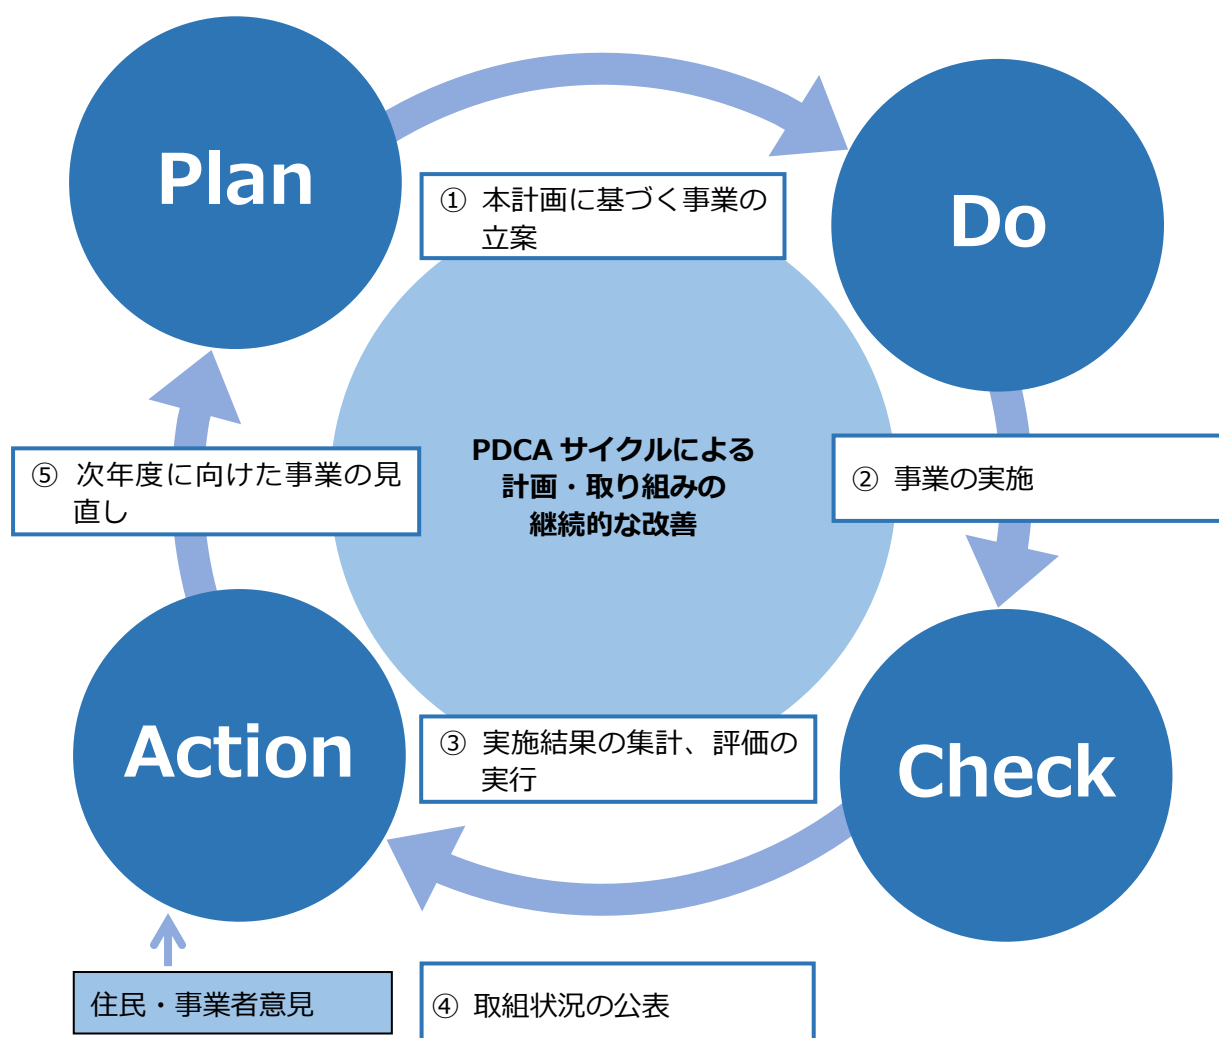 Plan
① 本計画に基づく事業の
立案
Do
PDCA サイクルによる
計画・取り組みの
継続的な改善
⑤ 次年度に向けた事業の見
直し
② 事業の実施
Action
③ 実施結果の集計、評価の
実行
Check
住民・事業者意見
④ 取組状況の公表